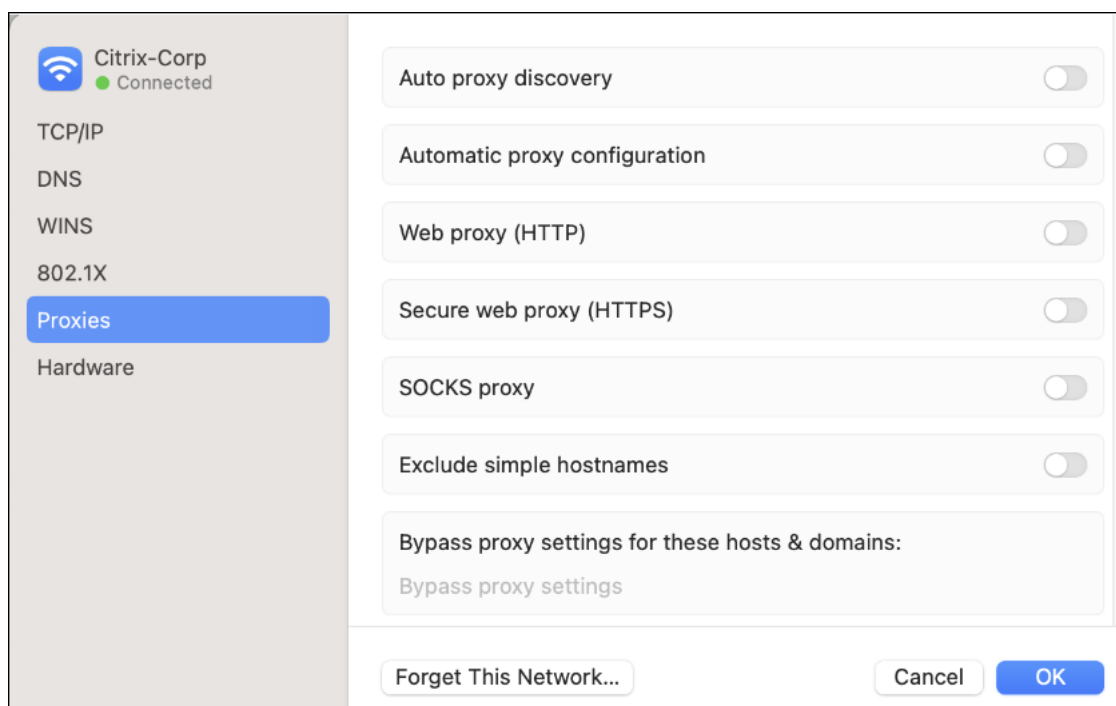 Citrix-Corp
Connected
TCP/IP
DNS
WINS
802.1X
Proxies
Hardware
Auto proxy discovery
Automatic proxy configuration
Web proxy (HTTP)
Secure web proxy (HTTPS)
SOCKS proxy
Exclude simple hostnames
Bypass proxy settings for these hosts & domains:
Bypass proxy settings
Forget This Network... Cancel OK